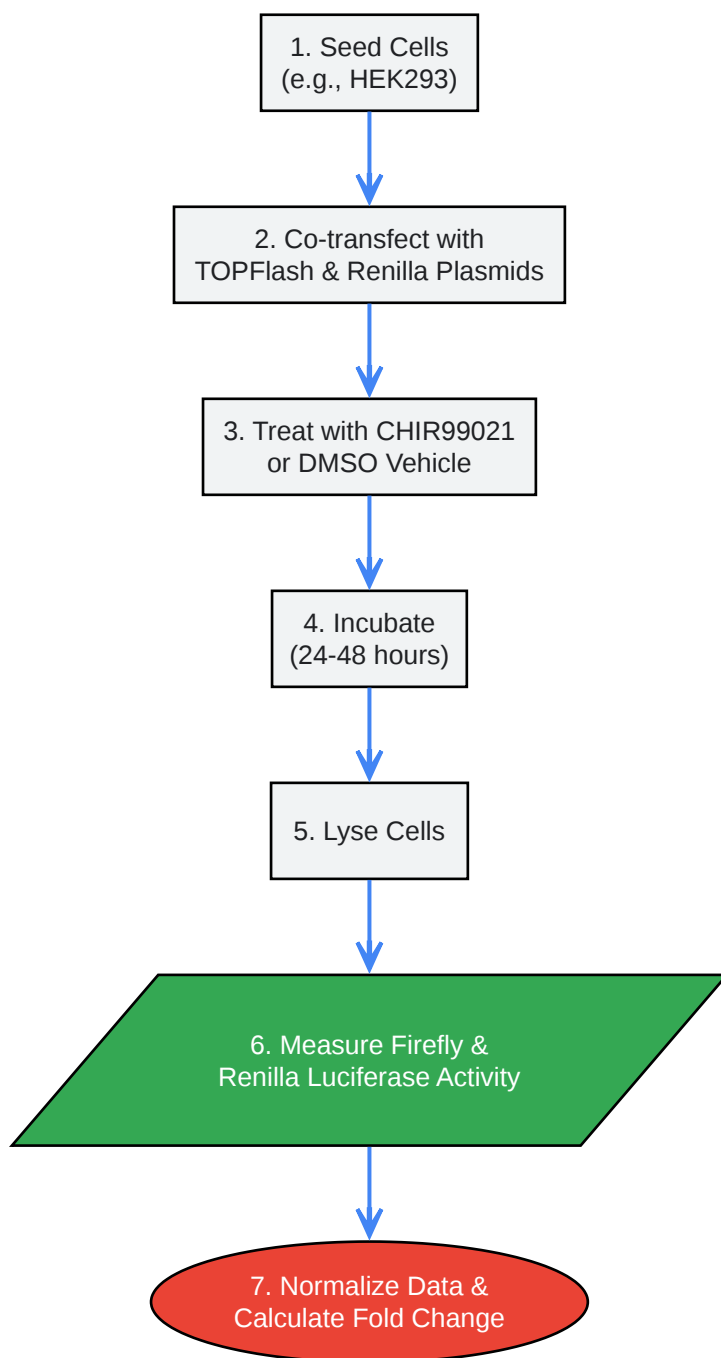 1. Seed Cells
(e.g., HEK293)
2. Co-transfect with
TOPFlash & Renilla Plasmids
3. Treat with CHIR99021
or DMSO Vehicle
4. Incubate
(24-48 hours)
5. Lyse Cells
6. Measure Firefly &
Renilla Luciferase Activity
7. Normalize Data &
Calculate Fold Change